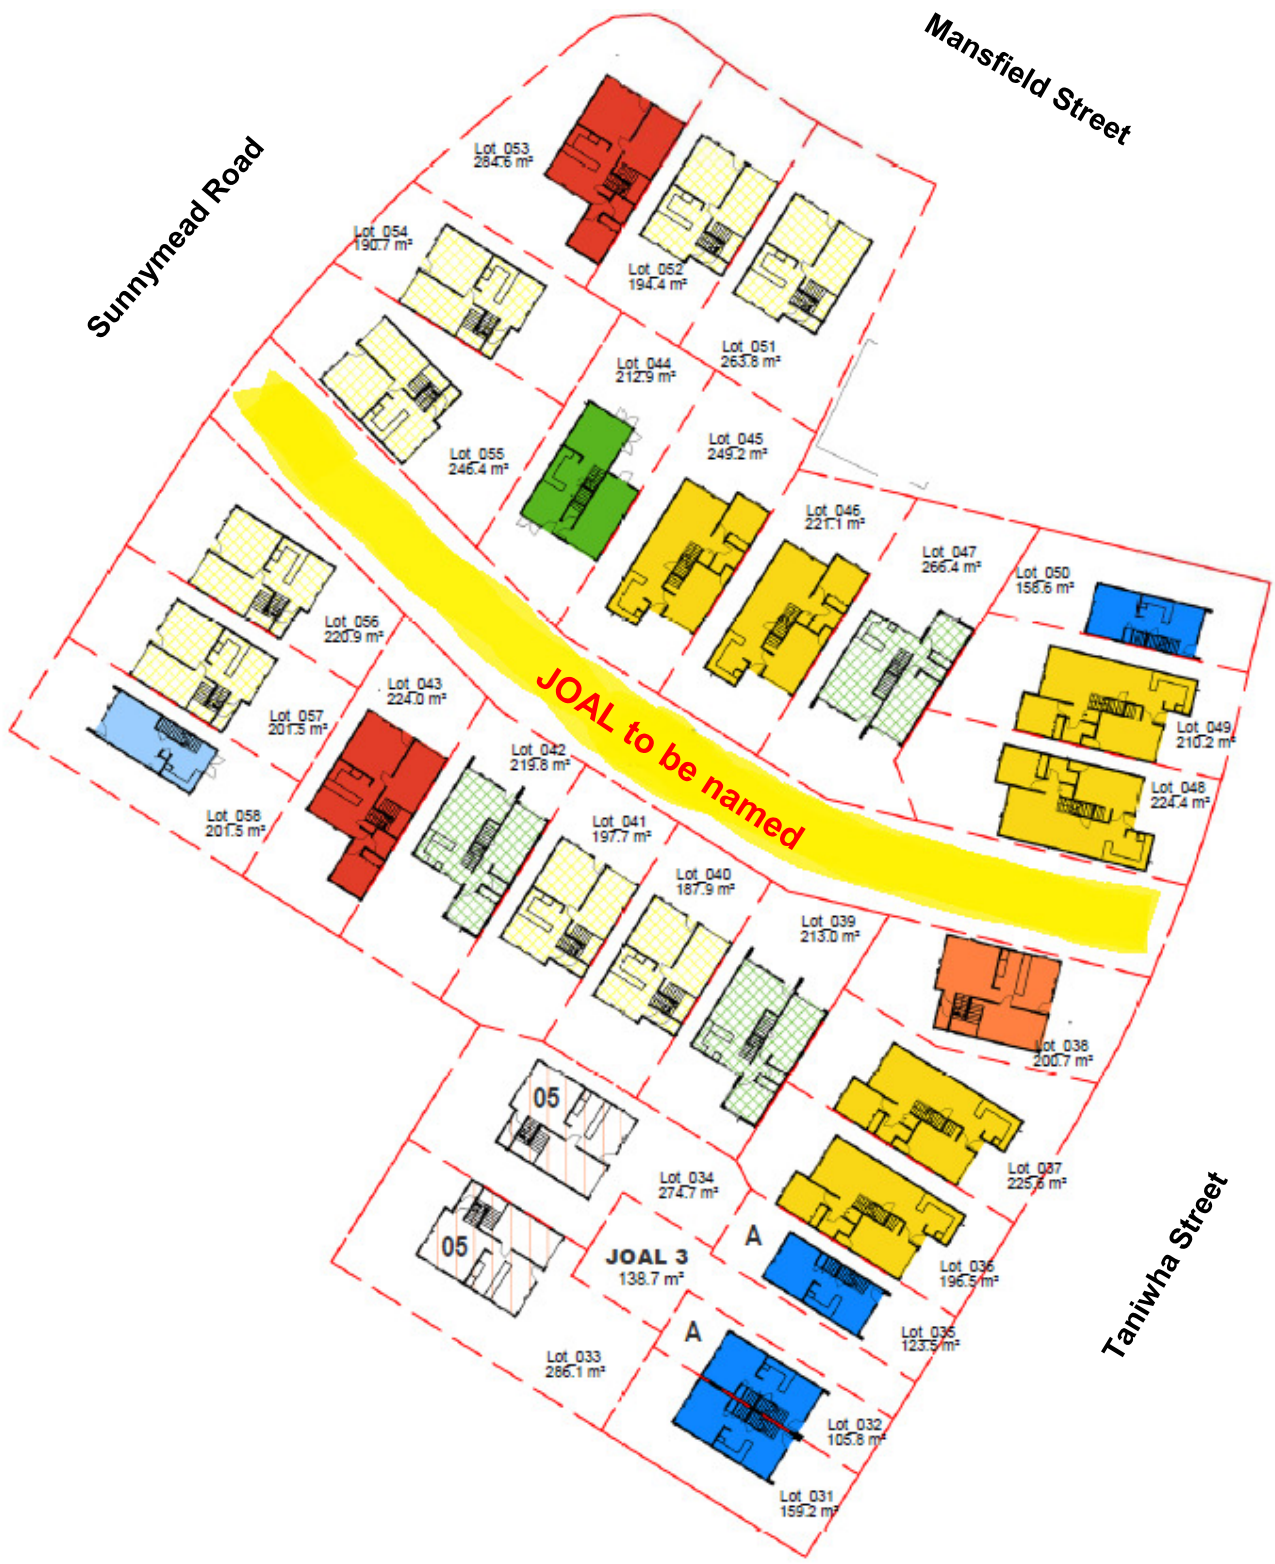 Mansfield Street
Sunnymead Road
Lot_053
284.6 m²
Lot_054
190.7 m²
Lot_052
194.4 m²
Lot_051
263.8 m²
Lot_044
212.9 m²
Lot_045
249.2 m²
Lot_055
246.4 m²
Lot_046
221.1 m²
Lot_047
266.4 m²
Lot_050
158.6 m²
Lot_056
220.9 m²
Lot_043
224.0 m²
Lot_057
201.5 m²
Lot_049
210.2 m²
JOAL to be named
Lot_042
219.8 m²
Lot_048
224.4 m²
Lot_058
201.5 m²
Lot_041
197.7 m²
Lot_040
187.9 m²
Lot_039
213.0 m²
Lot_038
200.7 m²
05
Lot_034
274.7 m²
Lot_037
225.6 m²
Taniwha Street
05
A
JOAL 3
138.7 m²
Lot_036
196.5 m²
A
Lot_035
123.5 m²
Lot_033
286.1 m²
Lot_032
105.8 m²
Lot_031
159.2 m²